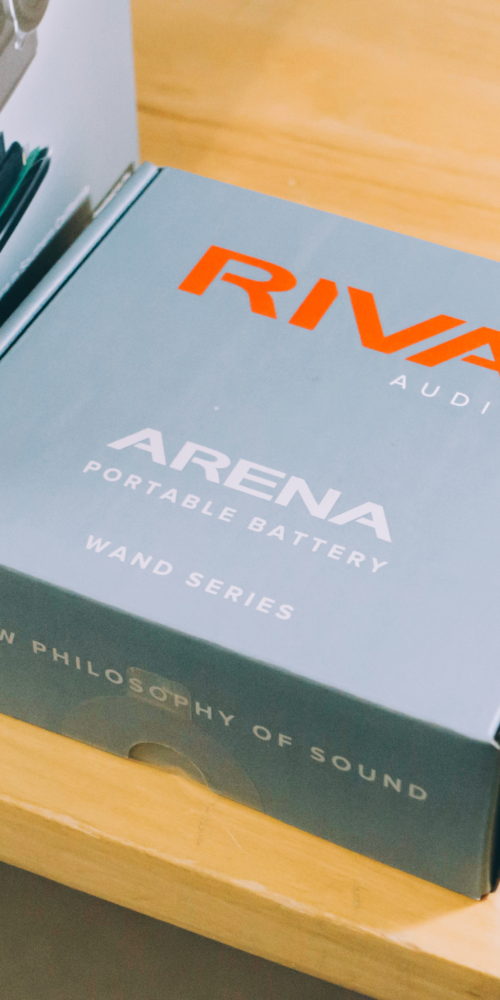 RIVA
AUDI
ARENA
PORTABLE BATTERY
WAND SERIES
W PHILOSOPHY OF SOUND